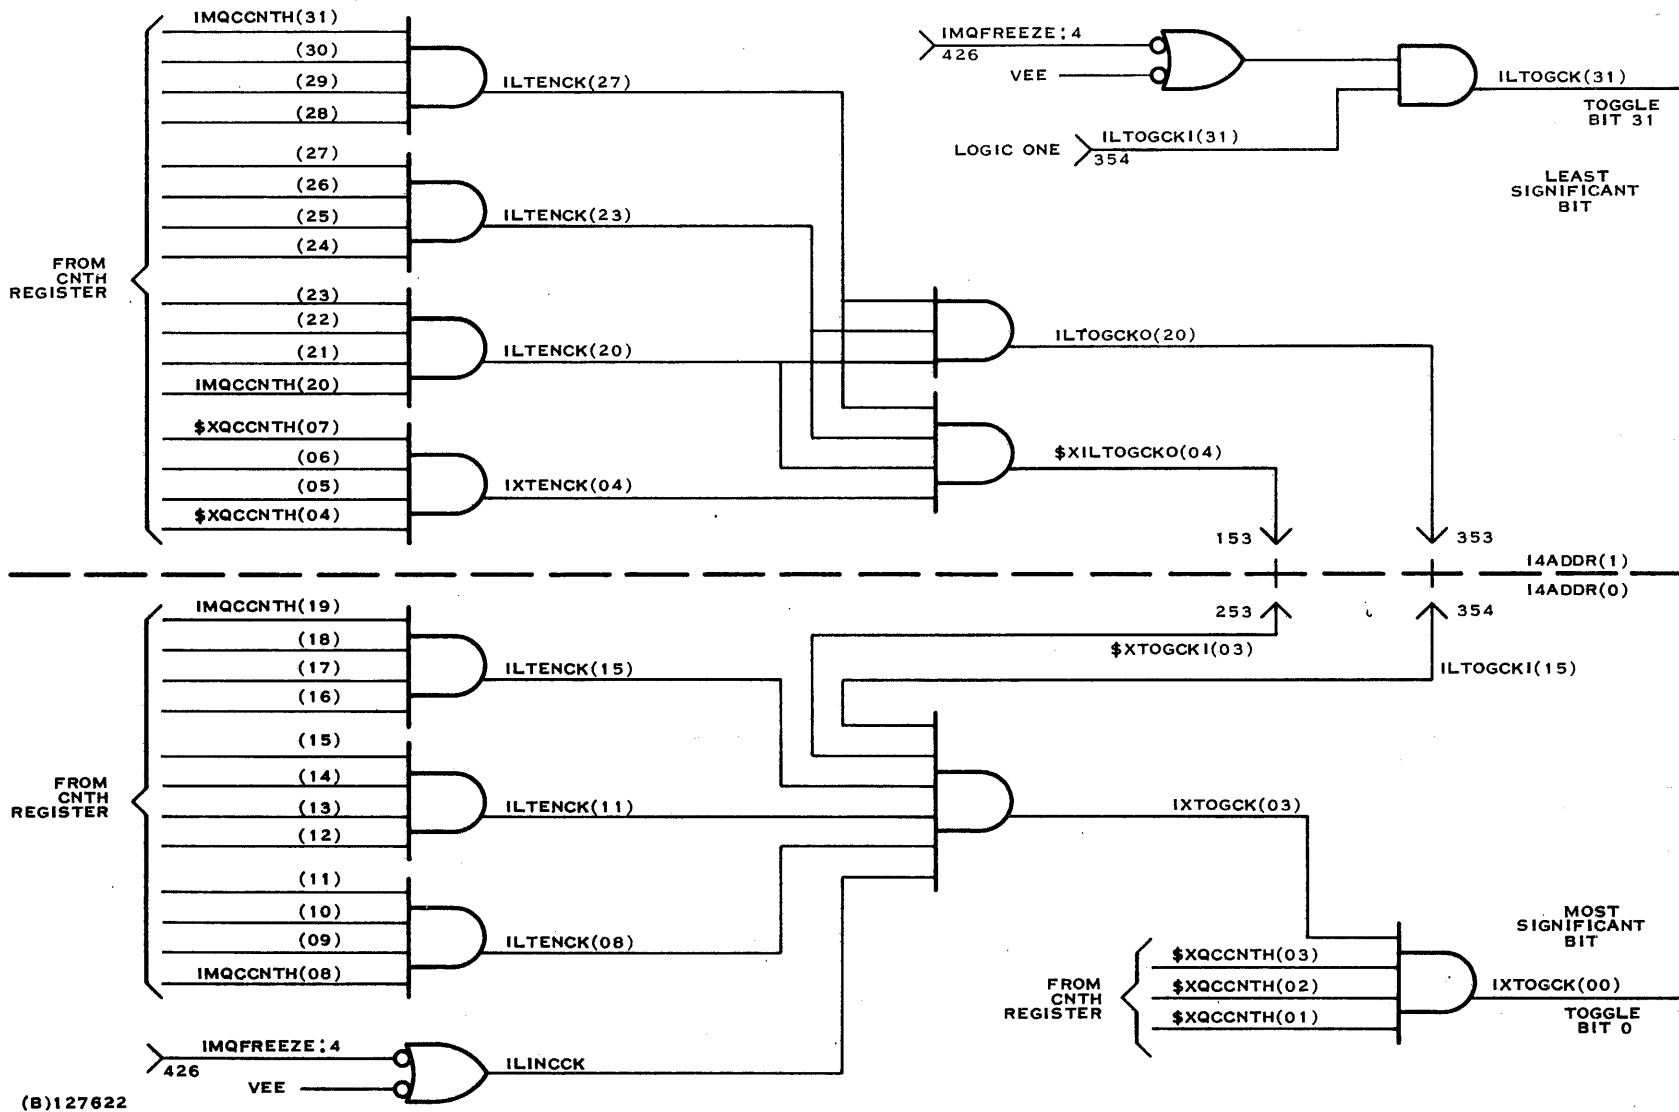 IMQCCNTH(31)
(30)
(29)
(28)
ILTENCK(27)
(27)
(26)
(25)
(24)
ILTENCK(23)
(23)
(22)
(21)
IMQCCNTH(20)
ILTENCK(20)
$XQCCNTH(07)
(06)
(05)
$XQCCNTH(04)
IXTENCK(04)
FROM
CNTH
REGISTER
IMQFREEZE:4
426
VEE
LOGIC ONE
ILTOGCKI(31)
354
ILTOGCK(31)
TOGGLE
BIT 31
LEAST
SIGNIFICANT
BIT
ILTOGCKO(20)
$XILTOGCKO(04)
153
353
I4ADDR(1)
I4ADDR(0)
253
354
$XTOGCKI(03)
ILTOGCKI(15)
IMQCCNTH(19)
(18)
(17)
(16)
ILTENCK(15)
(15)
(14)
(13)
(12)
ILTENCK(11)
(11)
(10)
(09)
IMQCCNTH(08)
ILTENCK(08)
FROM
CNTH
REGISTER
IXTOGCK(03)
MOST
SIGNIFICANT
BIT
FROM
CNTH
REGISTER
$XQCCNTH(03)
$XQCCNTH(02)
$XQCCNTH(01)
IXTOGCK(00)
TOGGLE
BIT 0
IMQFREEZE:4
426
VEE
ILINCCK
(B)127622